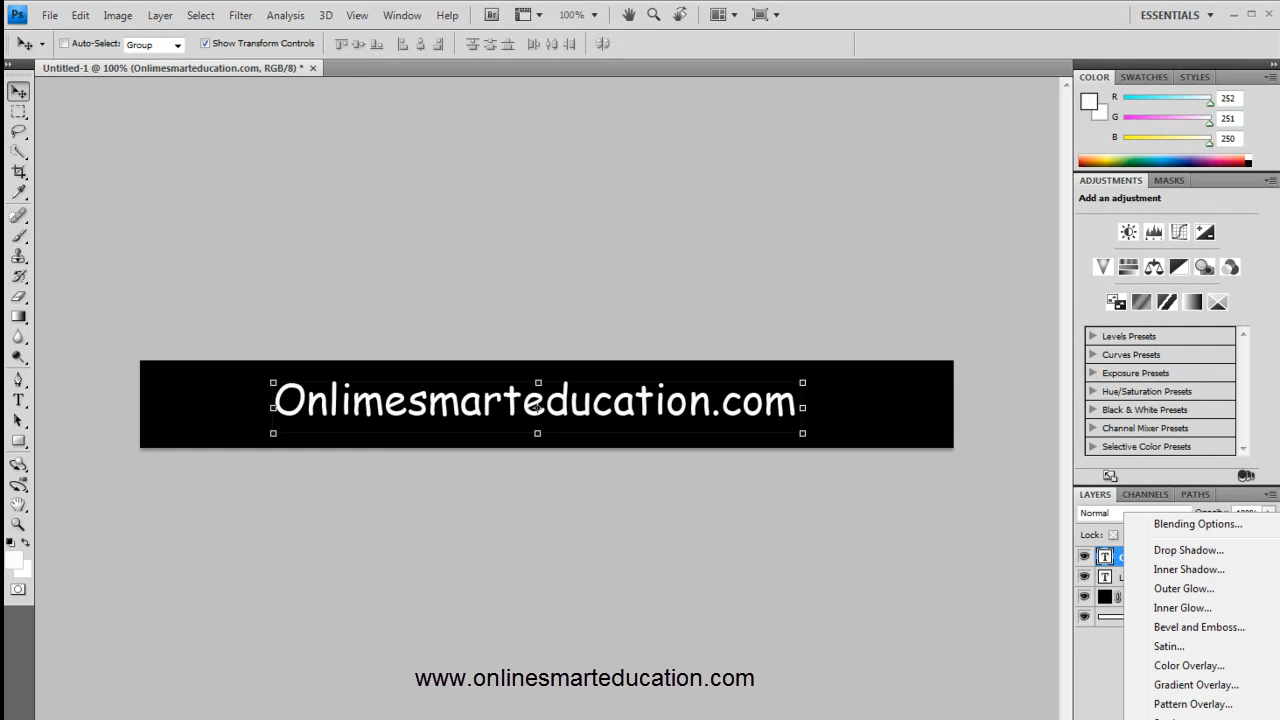 Ps File Edit Image Layer Select Filter Analysis 3D View Window Help Br 100% ESSENTIALS
Auto-Select: Group Show Transform Controls
Untitled-1 @ 100% (Onlimesmarteducation.com, RGB/8) *
COLOR SWATCHES STYLES
R 252
G 251
B 250
ADJUSTMENTS MASKS
Add an adjustment
Levels Presets
Curves Presets
Exposure Presets
Hue/Saturation Presets
Black & White Presets
Channel Mixer Presets
Selective Color Presets
Onlimesmarteducation.com
LAYERS CHANNELS PATHS
Normal
Lock:
Blending Options...
Drop Shadow...
Inner Shadow...
Outer Glow...
Inner Glow...
Bevel and Emboss...
Satin...
Color Overlay...
Gradient Overlay...
Pattern Overlay...
www.onlinesmarteducation.com